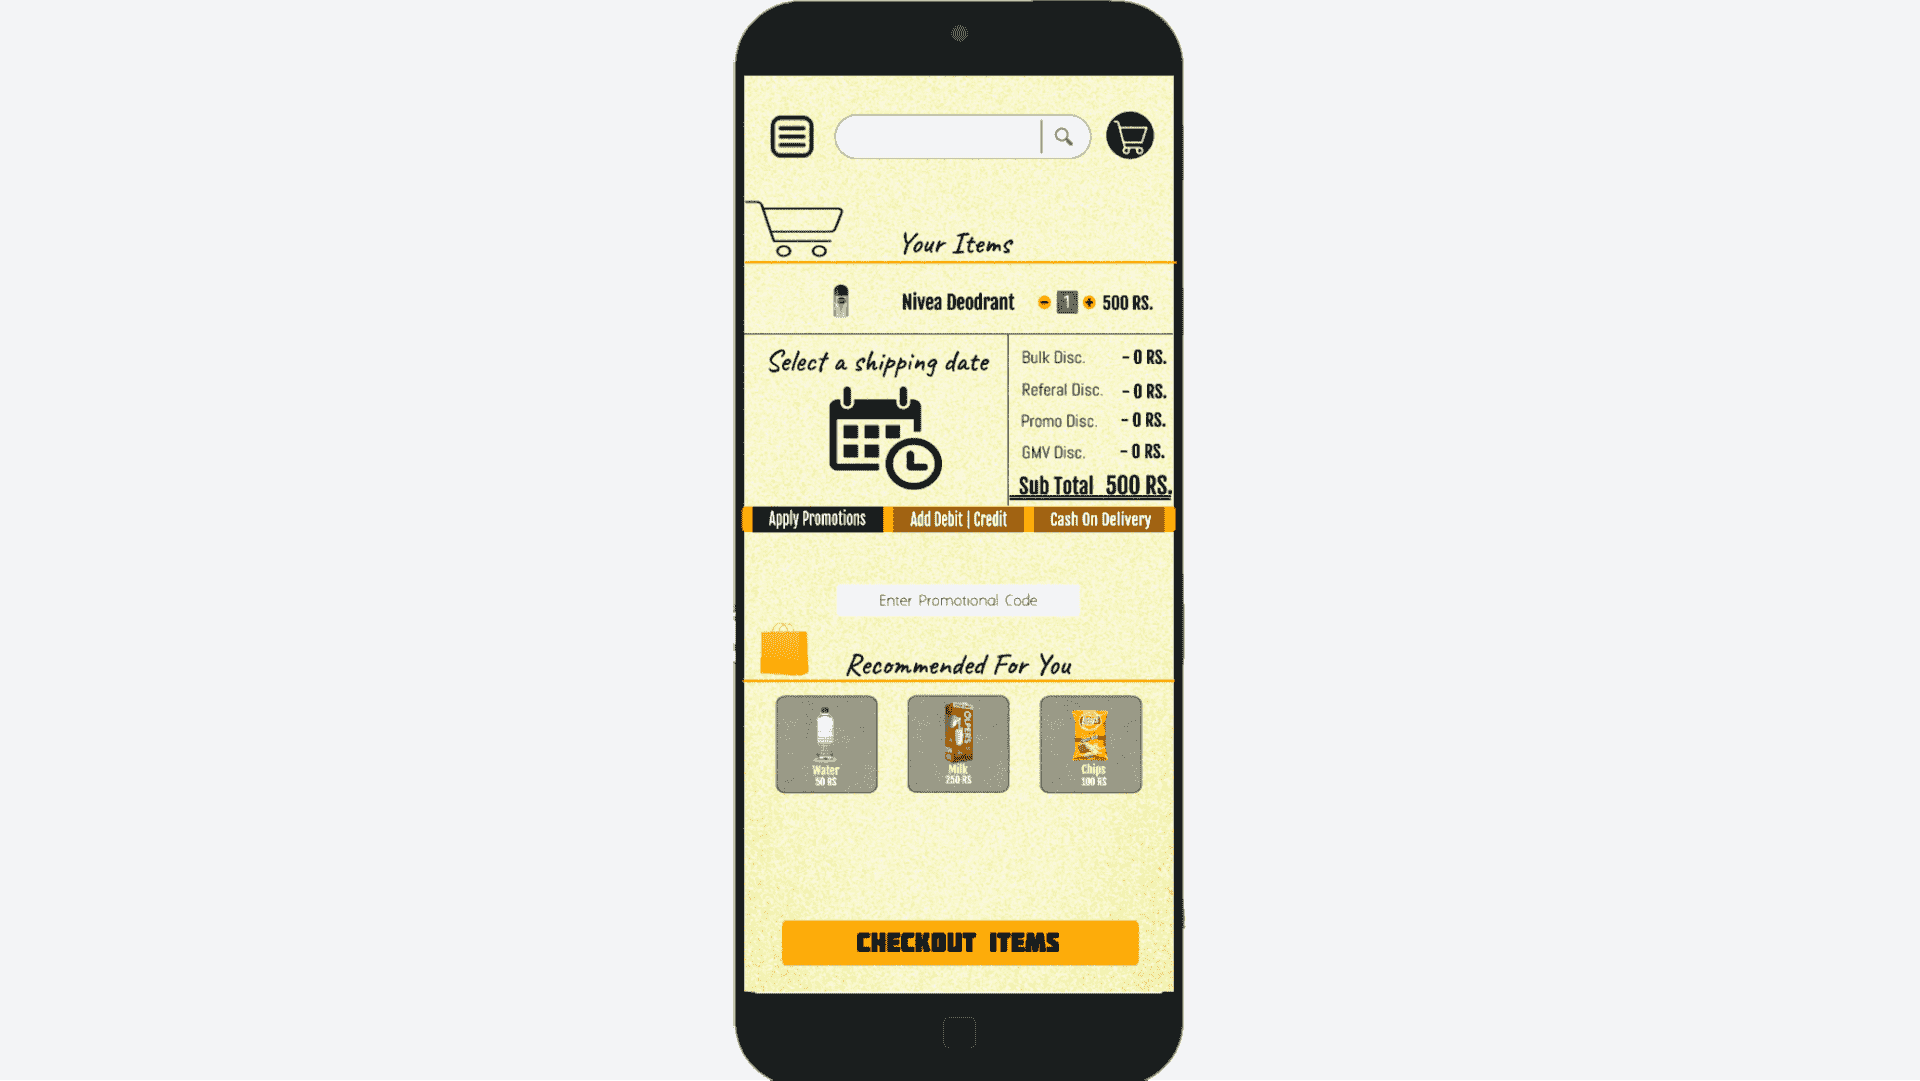 Your Items
Nivea Deodrant 1 500 RS.
Select a shipping date
Bulk Disc. - 0 RS.
Referal Disc. - 0 RS.
Promo Disc. - 0 RS.
GMV Disc. - 0 RS.
Sub Total 500 RS.
Apply Promotions Add Debit | Credit Cash On Delivery
Enter Promotional Code
Recommended For You
OLPERS
Water Milk Chips
50 RS 250 RS 100 RS
CHECKOUT ITEMS